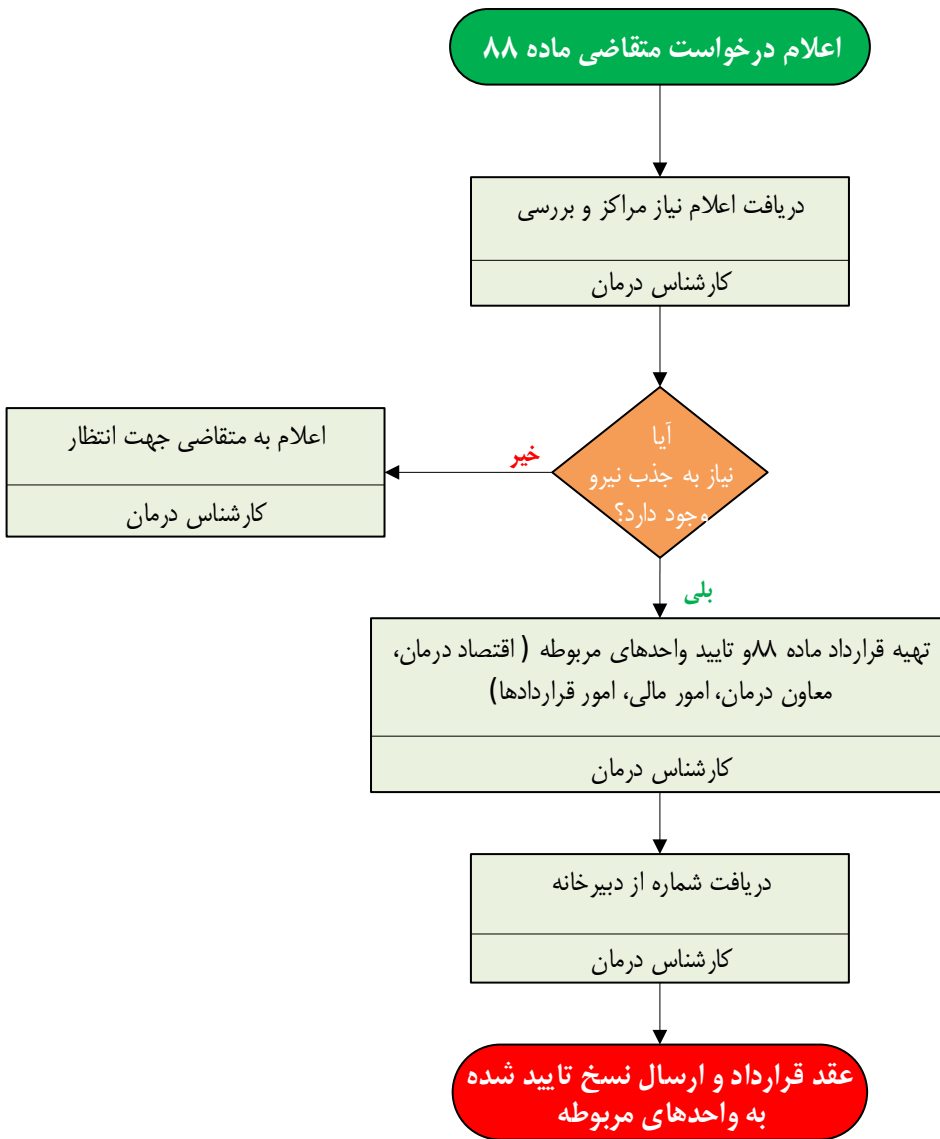 اعلام درخواست متقاضی ماده ۸۸
دریافت اعلام نیاز مراکز و بررسی
کارشناس درمان
آیا
نیاز به جذب نیرو
وجود دارد؟
خیر
اعلام به متقاضی جهت انتظار
کارشناس درمان
بلی
تهیه قرارداد ماده ۸۸و تایید واحدهای مربوطه ( اقتصاد درمان،
معاون درمان، امور مالی، امور قراردادها)
کارشناس درمان
دریافت شماره از دبیرخانه
کارشناس درمان
عقد قرارداد و ارسال نسخ تایید شده
به واحدهای مربوطه